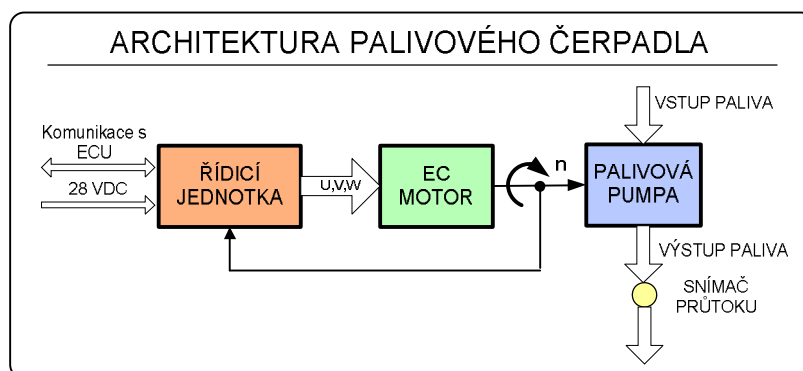 ARCHITEKTURA PALIVOVÉHO ČERPADLA
Komunikace s
ECU
28 VDC
ŘÍDICÍ
JEDNOTKA
U,V,W
EC
MOTOR
n
PALIVOVÁ
PUMPA
VSTUP PALIVA
VÝSTUP PALIVA
SNÍMAČ
PRŮTOKU